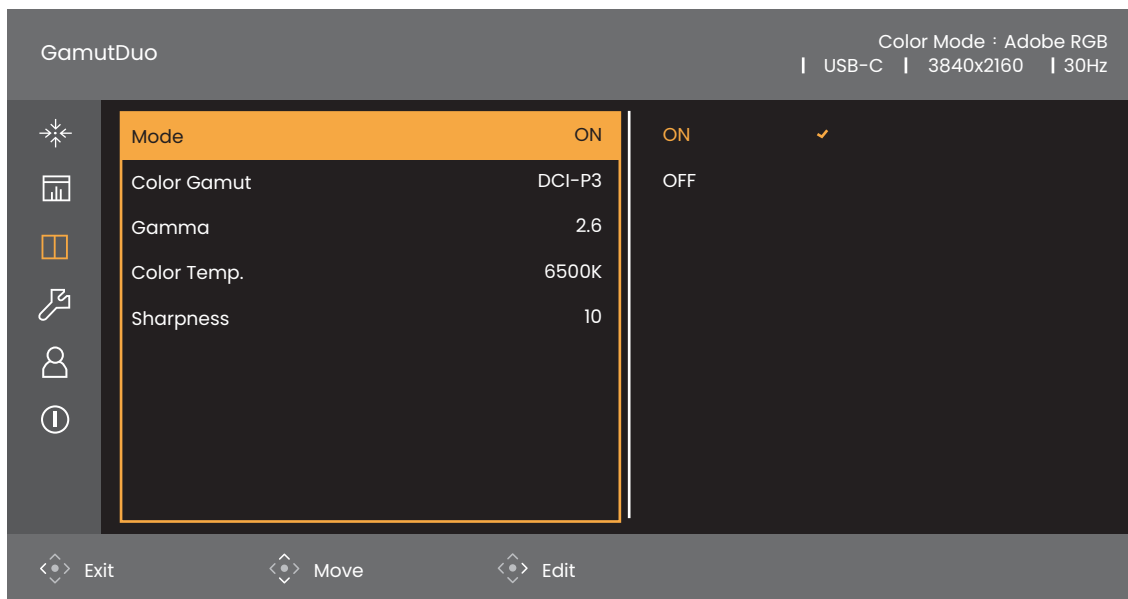 GamutDuo
Color Mode : Adobe RGB
| USB-C | 3840x2160 | 30Hz
Mode ON
Color Gamut DCI-P3
Gamma 2.6
Color Temp. 6500K
Sharpness 10
ON
OFF
Exit Move Edit